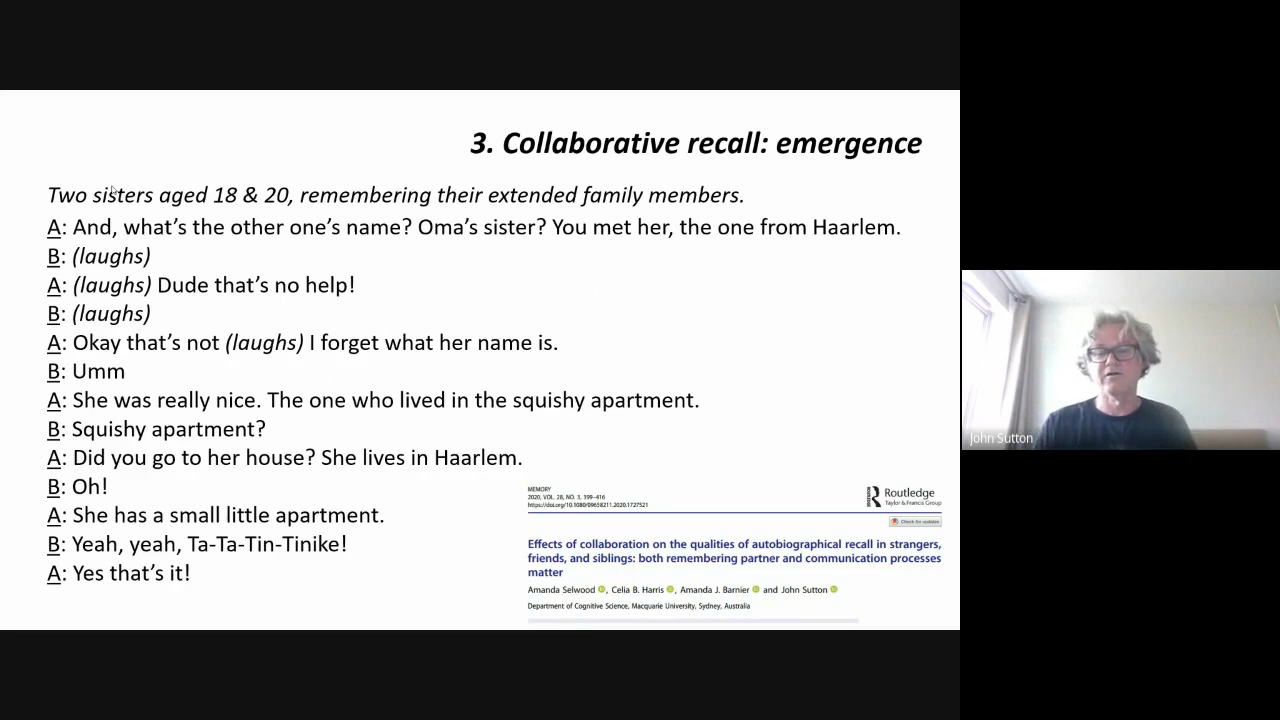 3. Collaborative recall: emergence
Two sisters aged 18 & 20, remembering their extended family members.
A: And, what’s the other one’s name? Oma’s sister? You met her, the one from Haarlem.
B: (laughs)
A: (laughs) Dude that’s no help!
B: (laughs)
A: Okay that’s not (laughs) I forget what her name is.
B: Umm
A: She was really nice. The one who lived in the squishy apartment.
B: Squishy apartment?
A: Did you go to her house? She lives in Haarlem.
B: Oh!
A: She has a small little apartment.
B: Yeah, yeah, Ta-Ta-Tin-Tinike!
A: Yes that’s it!
MEMORY
2020, VOL. 28, NO. 3, 399–416
https://doi.org/10.1080/09658211.2020.1727521
Routledge
Taylor & Francis Group
Check for updates
Effects of collaboration on the qualities of autobiographical recall in strangers,
friends, and siblings: both remembering partner and communication processes
matter
Amanda Selwood, Celia B. Harris, Amanda J. Barnier and John Sutton
Department of Cognitive Science, Macquarie University, Sydney, Australia
John Sutton